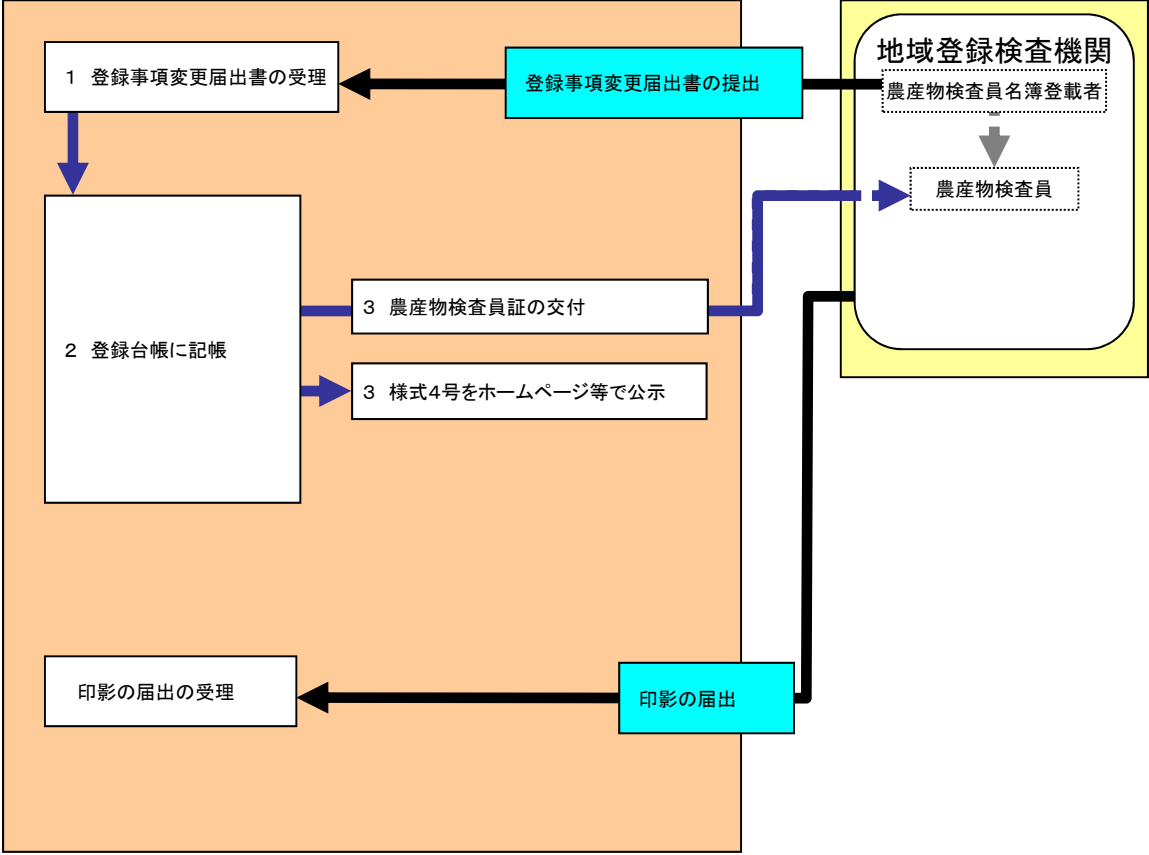 地域登録検査機関
１　登録事項変更届出書の受理
登録事項変更届出書の提出
農産物検査員名簿登載者
農産物検査員
３　農産物検査員証の交付
２　登録台帳に記帳
３　様式４号をホームページ等で公示
印影の届出の受理
印影の届出